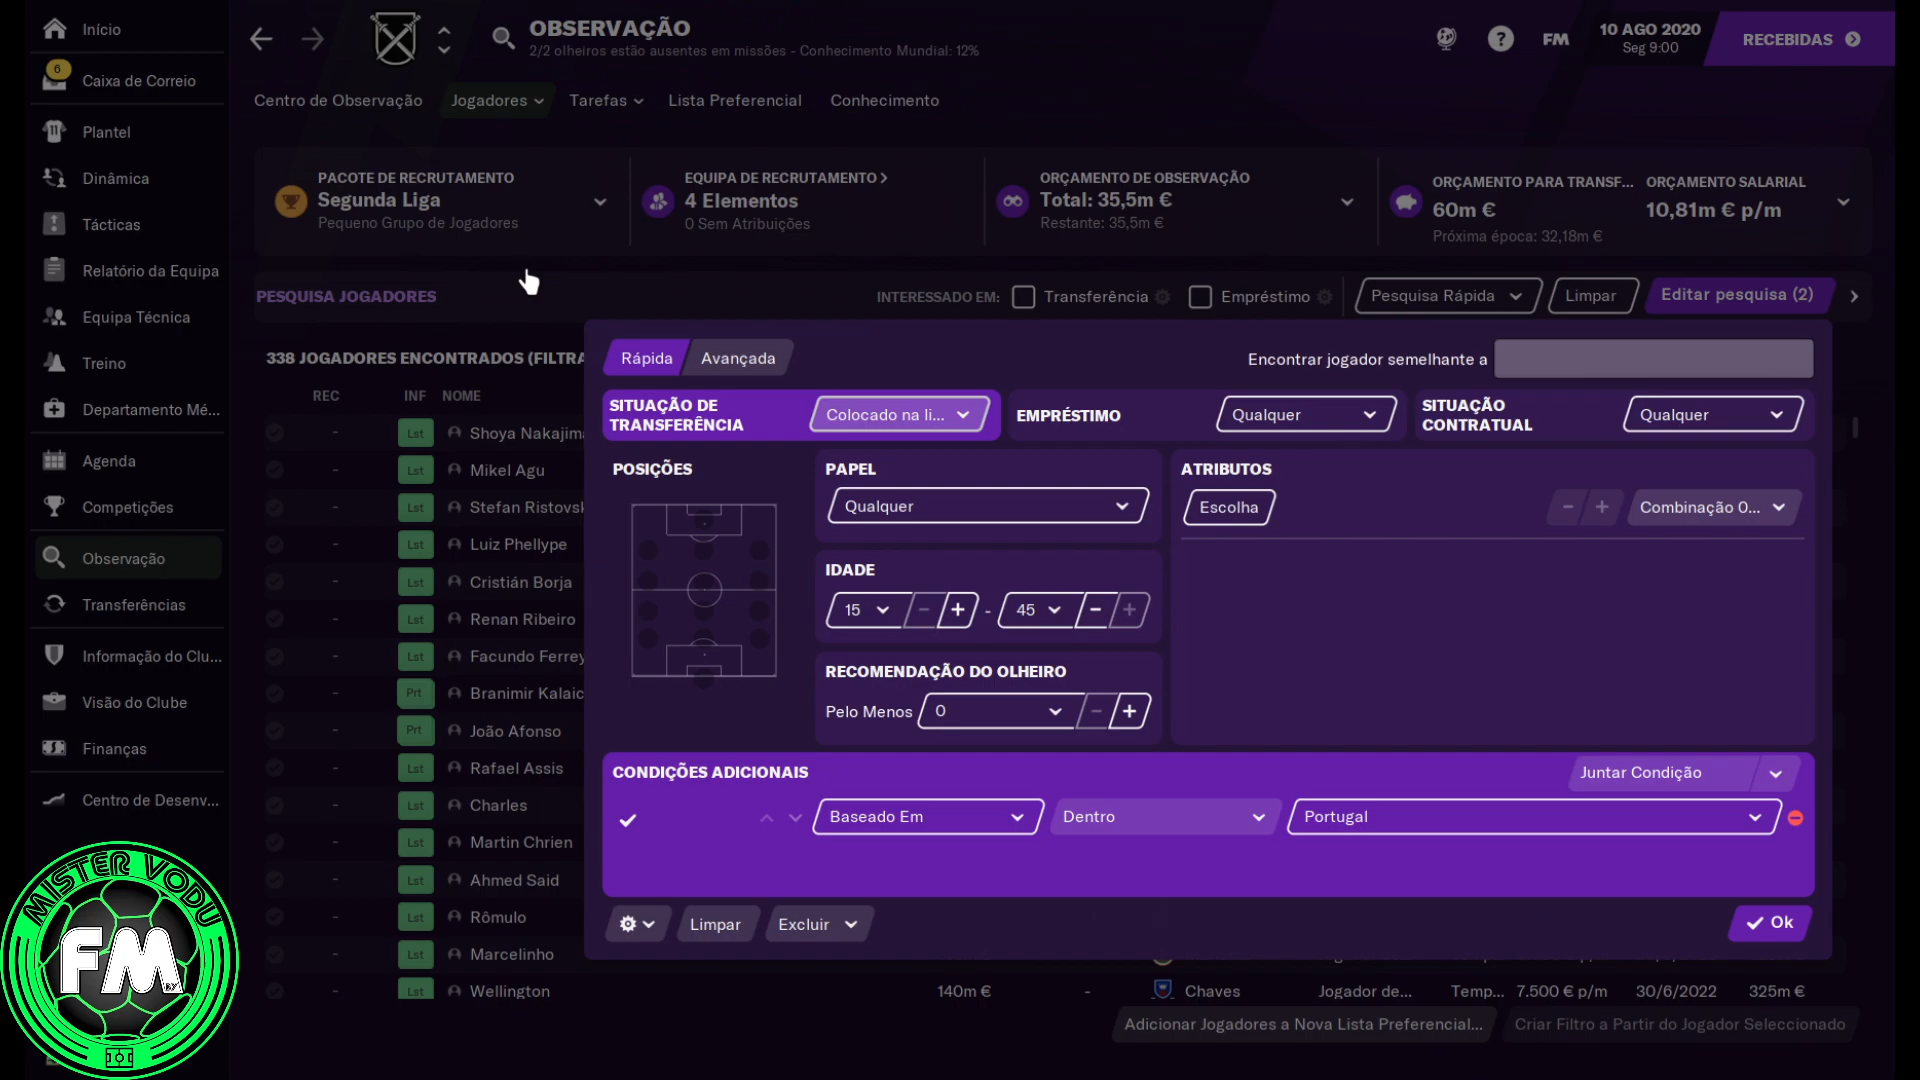 Início
6
Caixa de Correio
Plantel
Dinâmica
Tácticas
Relatório da Equipa
Equipa Técnica
Treino
Departamento Mé...
Agenda
Competições
Observação
Transferências
Informação do Clu...
Visão do Clube
Finanças
Centro de Desenv...
MISTER VODU
FM
BY
OBSERVAÇÃO
2/2 olheiros estão ausentes em missões - Conhecimento Mundial: 12%
?
FM
10 AGO 2020
Seg 9:00
RECEBIDAS
Centro de Observação
Jogadores
Tarefas
Lista Preferencial
Conhecimento
PACOTE DE RECRUTAMENTO
Segunda Liga
Pequeno Grupo de Jogadores
EQUIPA DE RECRUTAMENTO >
4 Elementos
0 Sem Atribuições
ORÇAMENTO DE OBSERVAÇÃO
Total: 35,5m €
Restante: 35,5m €
ORÇAMENTO PARA TRANSF...
60m €
Próxima época: 32,18m €
ORÇAMENTO SALARIAL
10,81m € p/m
PESQUISA JOGADORES
INTERESSADO EM:
Transferência
Empréstimo
Pesquisa Rápida
Limpar
Editar pesquisa (2)
338 JOGADORES ENCONTRADOS (FILTRA
REC INF NOME
- Lst Shoya Nakajima
- Lst Mikel Agu
- Lst Stefan Ristovsk
- Lst Luiz Phellype
- Lst Cristián Borja
- Lst Renan Ribeiro
- Lst Facundo Ferrey
- Prt Branimir Kalaic
- Prt João Afonso
- Lst Rafael Assis
- Lst Charles
- Lst Martin Chrien
- Lst Ahmed Said
- Lst Rômulo
- Lst Marcelinho
- Lst Wellington 140m € - Chaves Jogador de... Temp... 7.500 € p/m 30/6/2022 325m €
Rápida
Avançada
Encontrar jogador semelhante a
SITUAÇÃO DE
TRANSFERÊNCIA
Colocado na li...
EMPRÉSTIMO
Qualquer
SITUAÇÃO
CONTRATUAL
Qualquer
POSIÇÕES
PAPEL
Qualquer
IDADE
15 - + - 45 - +
RECOMENDAÇÃO DO OLHEIRO
Pelo Menos 0 - +
ATRIBUTOS
Escolha
- +
Combinação 0...
CONDIÇÕES ADICIONAIS
Juntar Condição
Baseado Em
Dentro
Portugal
Limpar
Excluir
Ok
Adicionar Jogadores a Nova Lista Preferencial...
Criar Filtro a Partir do Jogador Seleccionado